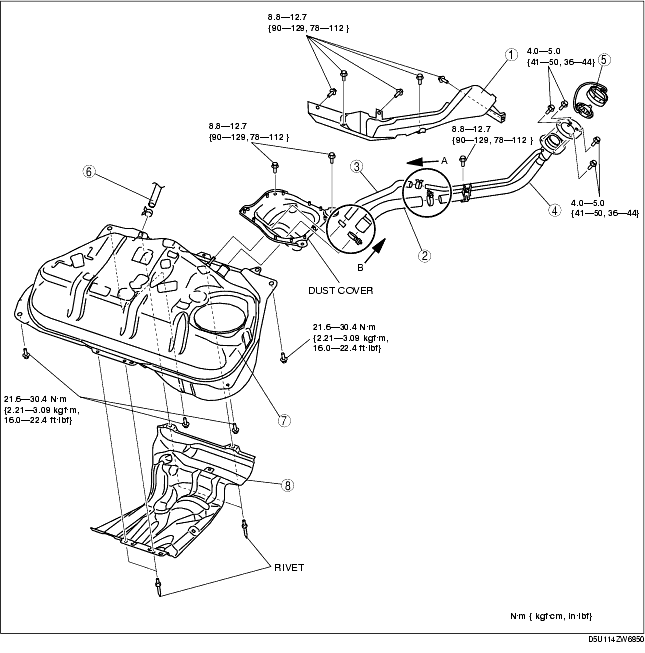 8.8—12.7
{90—129, 78—112 }
1
4.0—5.0
{41—50, 36—44}
5
8.8—12.7
{90—129, 78—112 }
8.8—12.7
{90—129, 78—112 }
3
A
6
4
4.0—5.0
{41—50, 36—44}
2
B
DUST COVER
21.6—30.4 N·m
{2.21—3.09 kgf·m,
16.0—22.4 ft·lbf}
21.6—30.4 N·m
{2.21—3.09 kgf·m,
16.0—22.4 ft·lbf}
7
8
RIVET
N·m { kgf·cm, in·lbf}
D5U114ZW6850